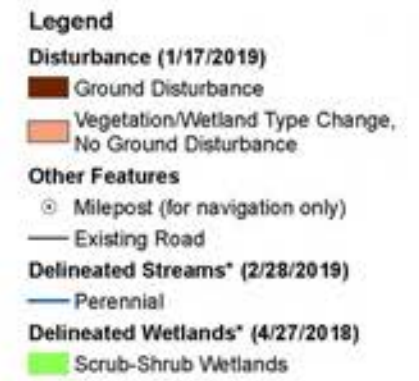 Legend
Disturbance (1/17/2019)
Ground Disturbance
Vegetation/Wetland Type Change,
No Ground Disturbance
Other Features
Milepost (for navigation only)
Existing Road
Delineated Streams* (2/28/2019)
Perennial
Delineated Wetlands* (4/27/2018)
Scrub-Shrub Wetlands